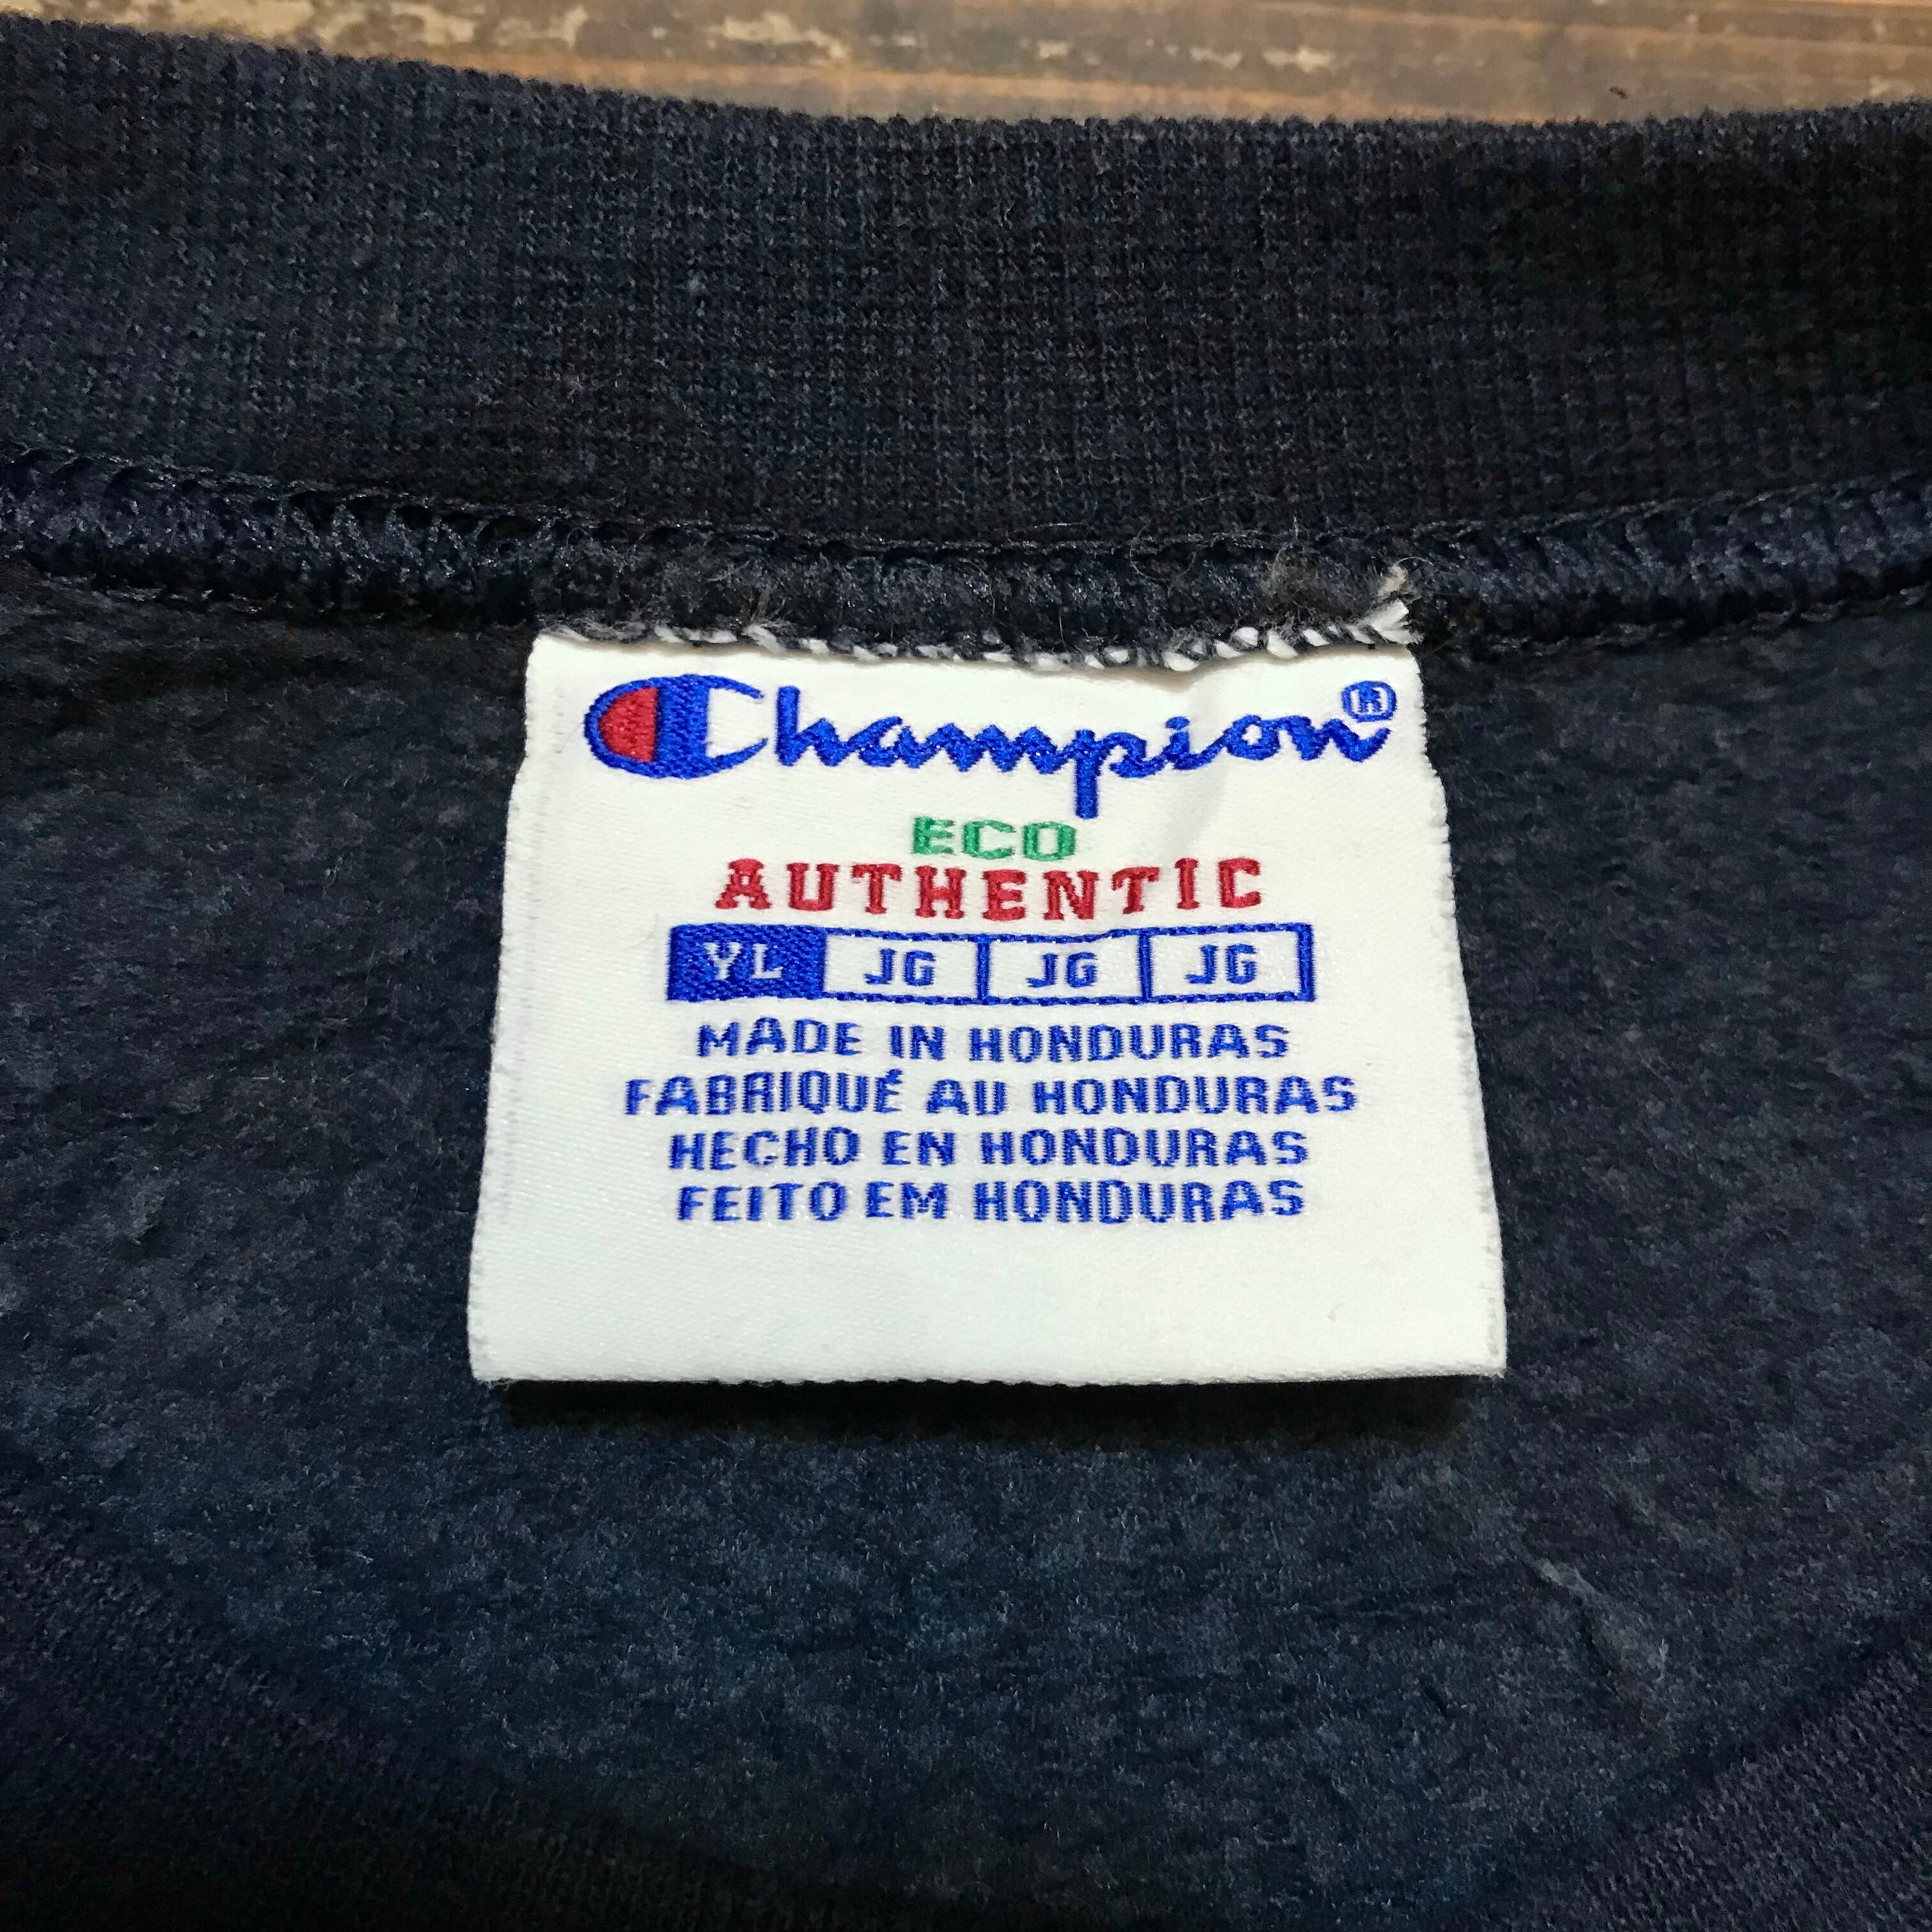 Champion®
ECO
AUTHENTIC
YL JG JG JG
MADE IN HONDURAS
FABRIQUÉ AU HONDURAS
HECHO EN HONDURAS
FEITO EM HONDURAS